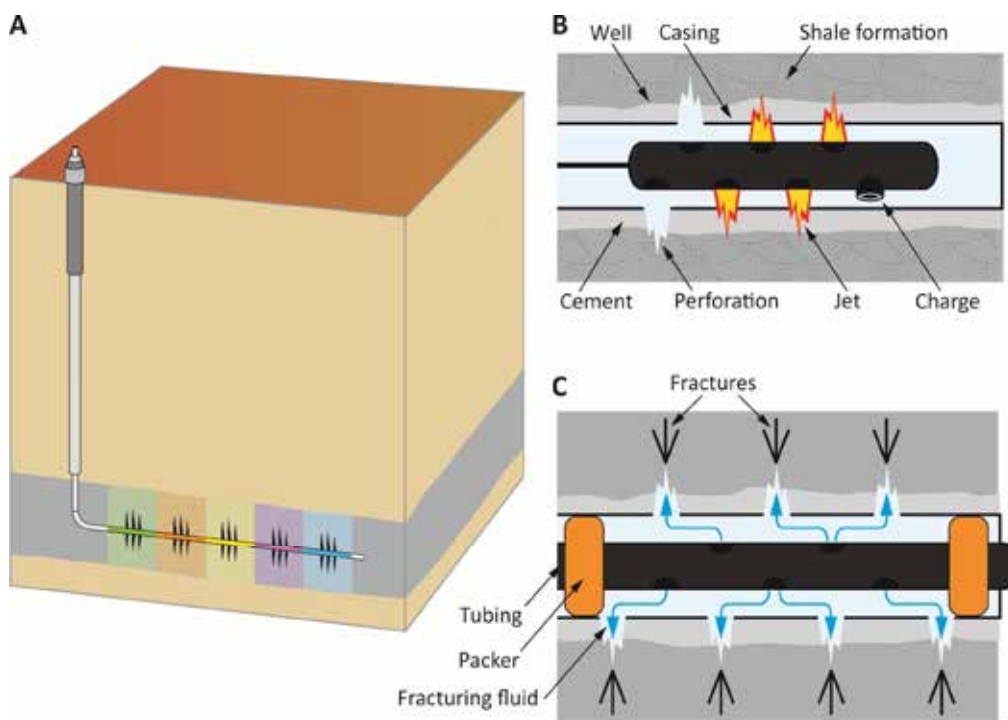 A
B
Well
Casing
Shale formation
Cement
Perforation
Jet
Charge
C
Fractures
Tubing
Packer
Fracturing fluid